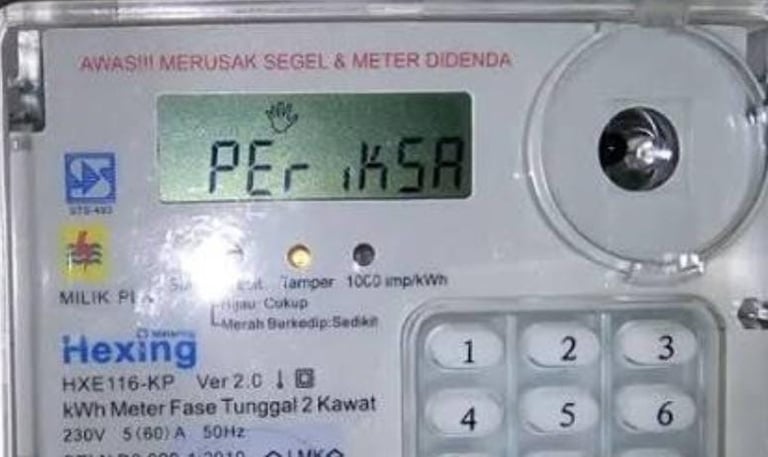 AWAS!!! MERUSAK SEGEL & METER DIDENDA
PEriKSA
STS-493
Tamper 1000 imp/kWh
MILIK
Hijau: Cukup
Merah Berkedip:Sedikit
Hexing
HXE116-KP Ver 2.0
kWh Meter Fase Tunggal 2 Kawat
230V 5(60)A 50Hz
LMK
1 2 3
4 5 6